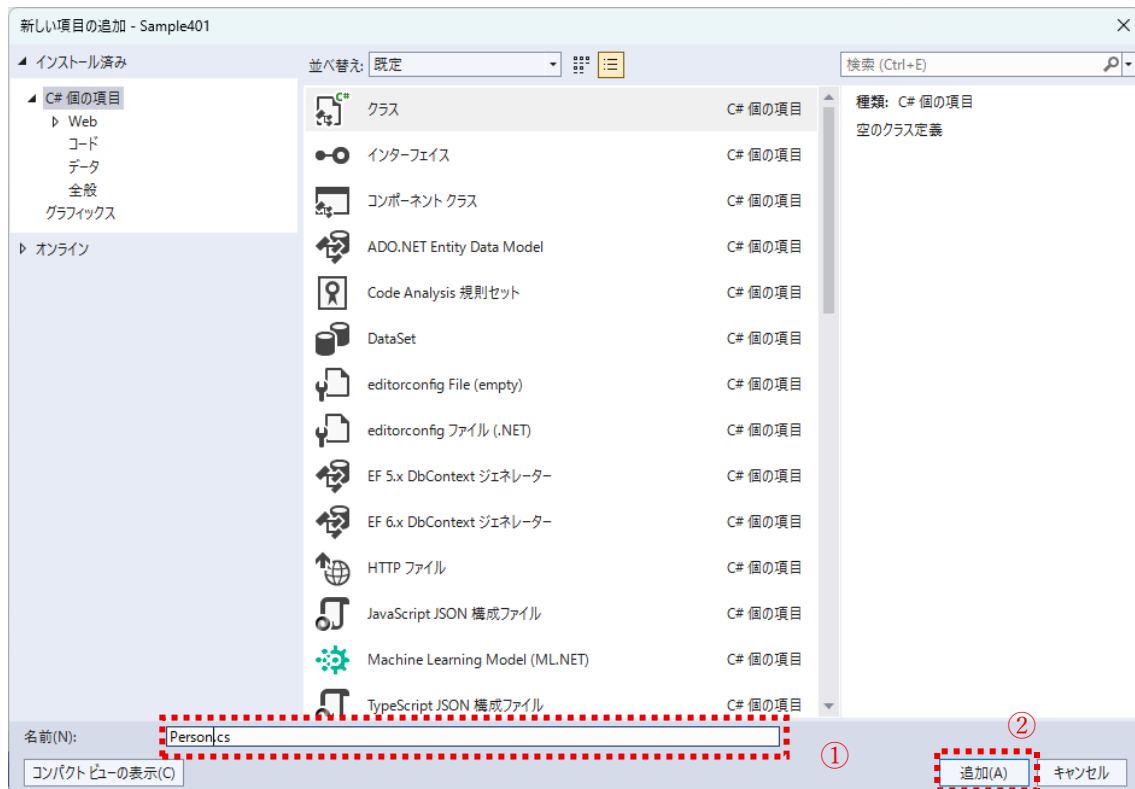 新しい項目の追加 - Sample401
インストール済み
並べ替え: 既定
検索 (Ctrl+E)
C# 個の項目
Web
コード
データ
全般
グラフィックス
オンライン
クラス C# 個の項目
インターフェイス C# 個の項目
コンポーネント クラス C# 個の項目
ADO.NET Entity Data Model C# 個の項目
Code Analysis 規則セット C# 個の項目
DataSet C# 個の項目
editorconfig File (empty) C# 個の項目
editorconfig ファイル (.NET) C# 個の項目
EF 5.x DbContext ジェネレーター C# 個の項目
EF 6.x DbContext ジェネレーター C# 個の項目
HTTP ファイル C# 個の項目
JavaScript JSON 構成ファイル C# 個の項目
Machine Learning Model (ML.NET) C# 個の項目
TypeScript JSON 構成ファイル C# 個の項目
種類: C# 個の項目
空のクラス定義
名前(N): Person.cs
①
②
コンパクト ビューの表示(C)
追加(A)
キャンセル